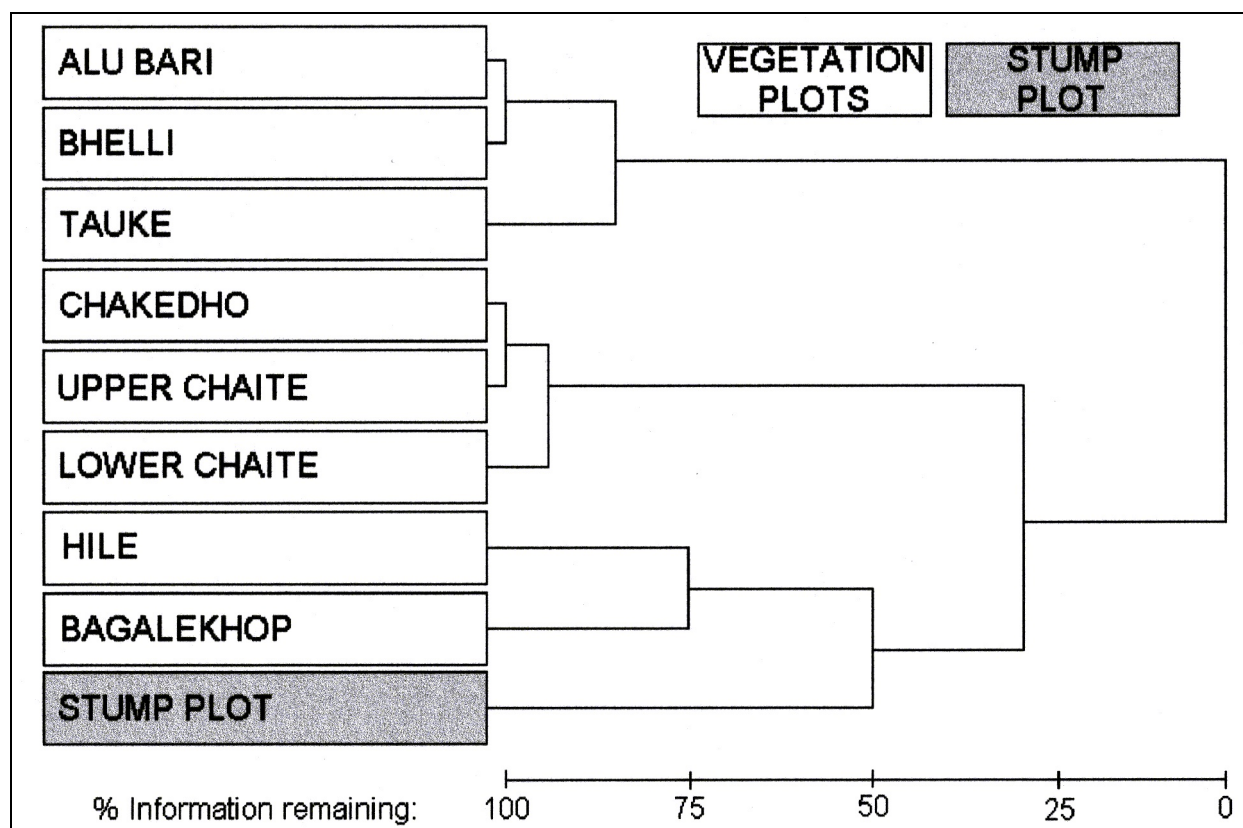 ALU BARI
BHELLI
TAUKE
CHAKEDHO
UPPER CHAITE
LOWER CHAITE
HILE
BAGALEKHOP
STUMP PLOT
VEGETATION
PLOTS
STUMP
PLOT
% Information remaining: 100 75 50 25 0